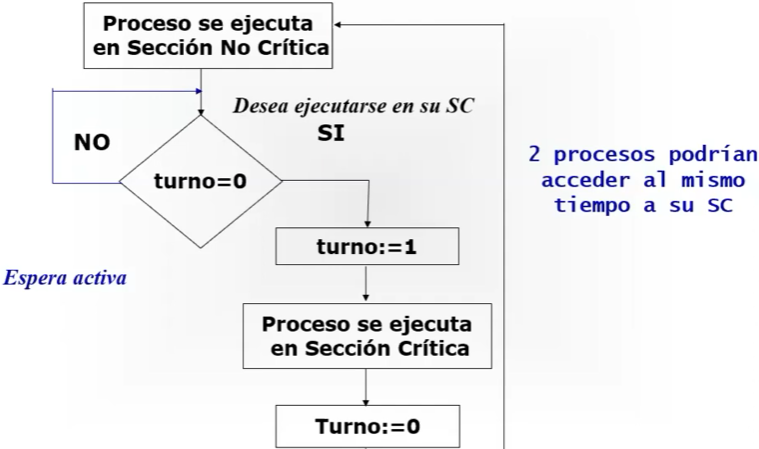 Proceso se ejecuta
en Sección No Crítica
Desea ejecutarse en su SC
NO
SI
turno=0
2 procesos podrían
acceder al mismo
tiempo a su SC
turno:=1
Espera activa
Proceso se ejecuta
en Sección Crítica
Turno:=0